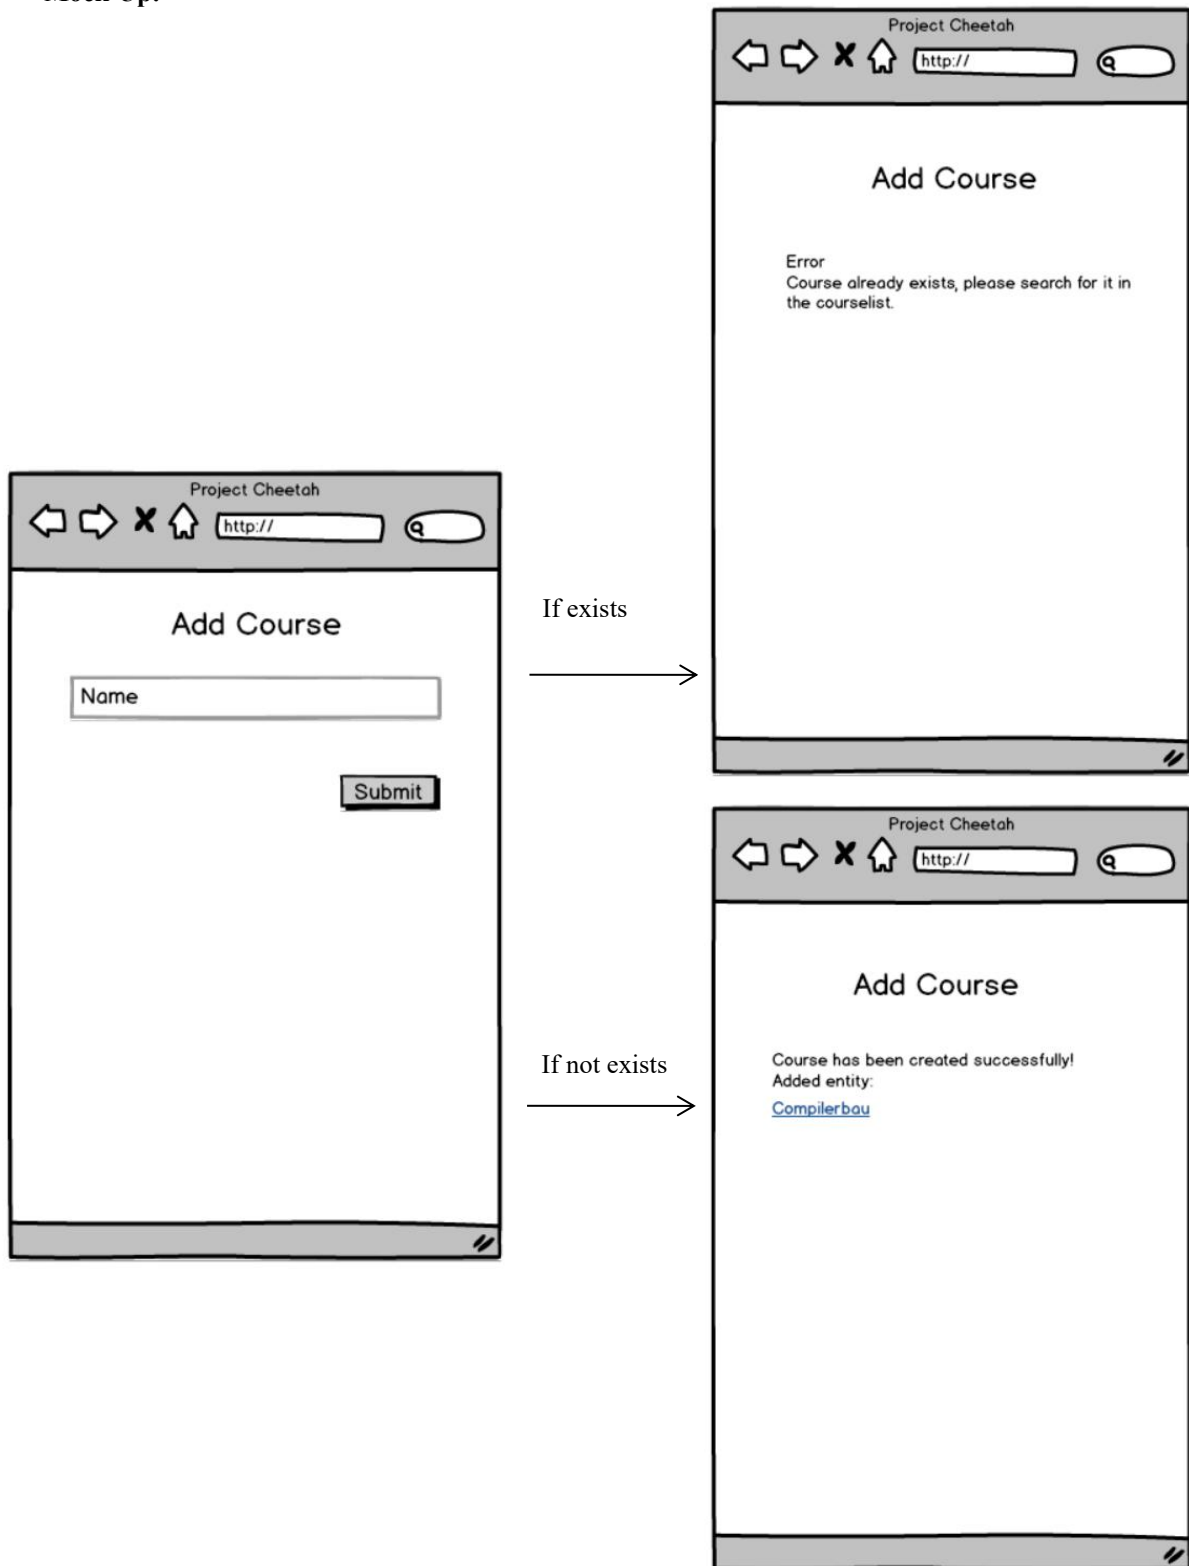 Mock-Up:
Project Cheetah
http://
Add Course
Name
Submit
If exists
Project Cheetah
http://
Add Course
Error
Course already exists, please search for it in
the courselist.
If not exists
Project Cheetah
http://
Add Course
Course has been created successfully!
Added entity:
Compilerbau